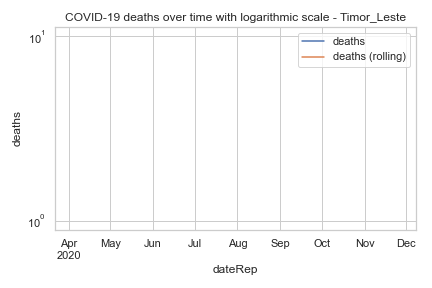 COVID-19 deaths over time with logarithmic scale - Timor_Leste
10¹
deaths
deaths (rolling)
deaths
10⁰
Apr May Jun Jul Aug Sep Oct Nov Dec
2020
dateRep